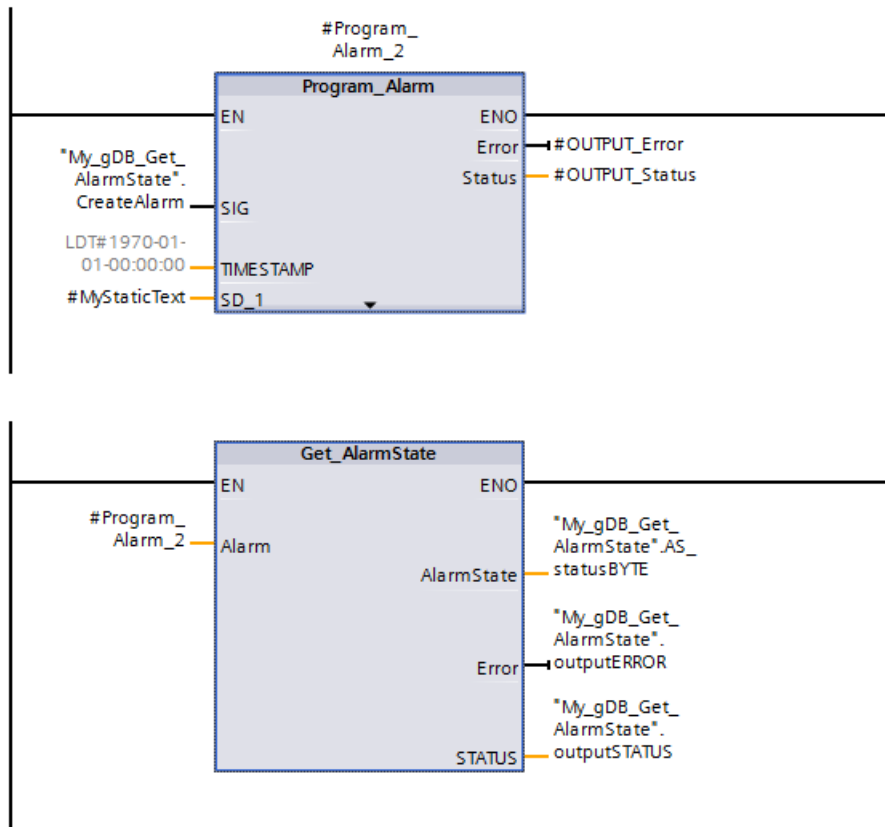 #Program_
Alarm_2
Program_Alarm
EN
ENO
Error
#OUTPUT_Error
"My_gDB_Get_
AlarmState".
CreateAlarm
Status
#OUTPUT_Status
SIG
LDT#1970-01-
01-00:00:00
TIMESTAMP
#MyStaticText
SD_1
Get_AlarmState
EN
ENO
#Program_
Alarm_2
Alarm
"My_gDB_Get_
AlarmState".AS_
statusBYTE
AlarmState
"My_gDB_Get_
AlarmState".
outputERROR
Error
"My_gDB_Get_
AlarmState".
outputSTATUS
STATUS